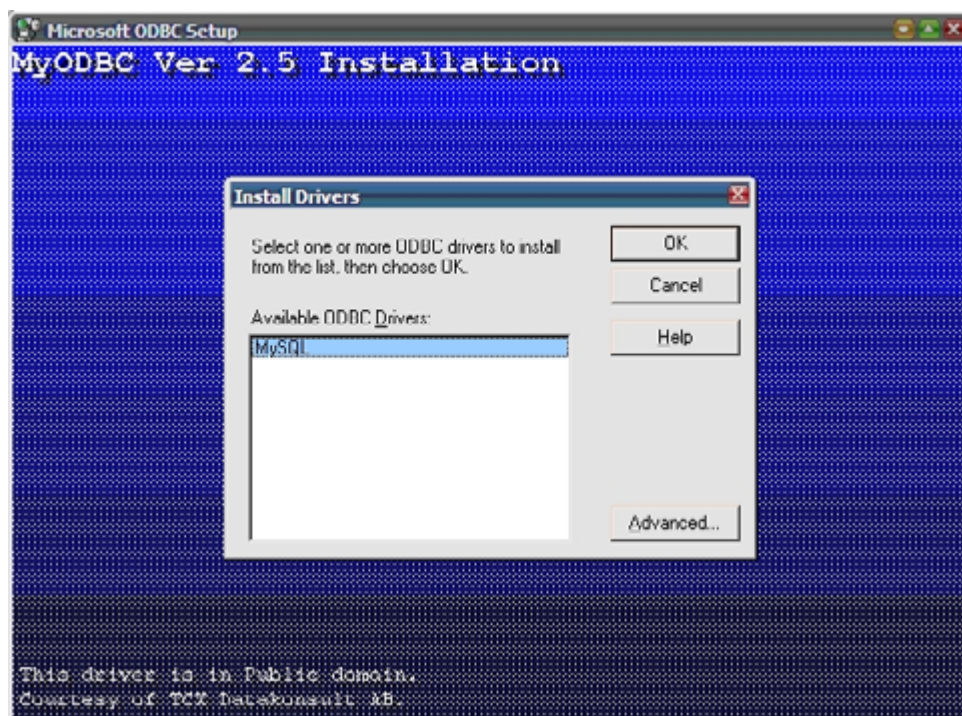 Microsoft ODBC Setup
MyODBC Ver 2.5 Installation
Install Drivers
Select one or more ODBC drivers to install
from the list, then choose OK.
OK
Cancel
Available ODBC Drivers:
Help
MySQL
Advanced...
This driver is in Public domain.
Courtesy of TCX Datakonsult AB.